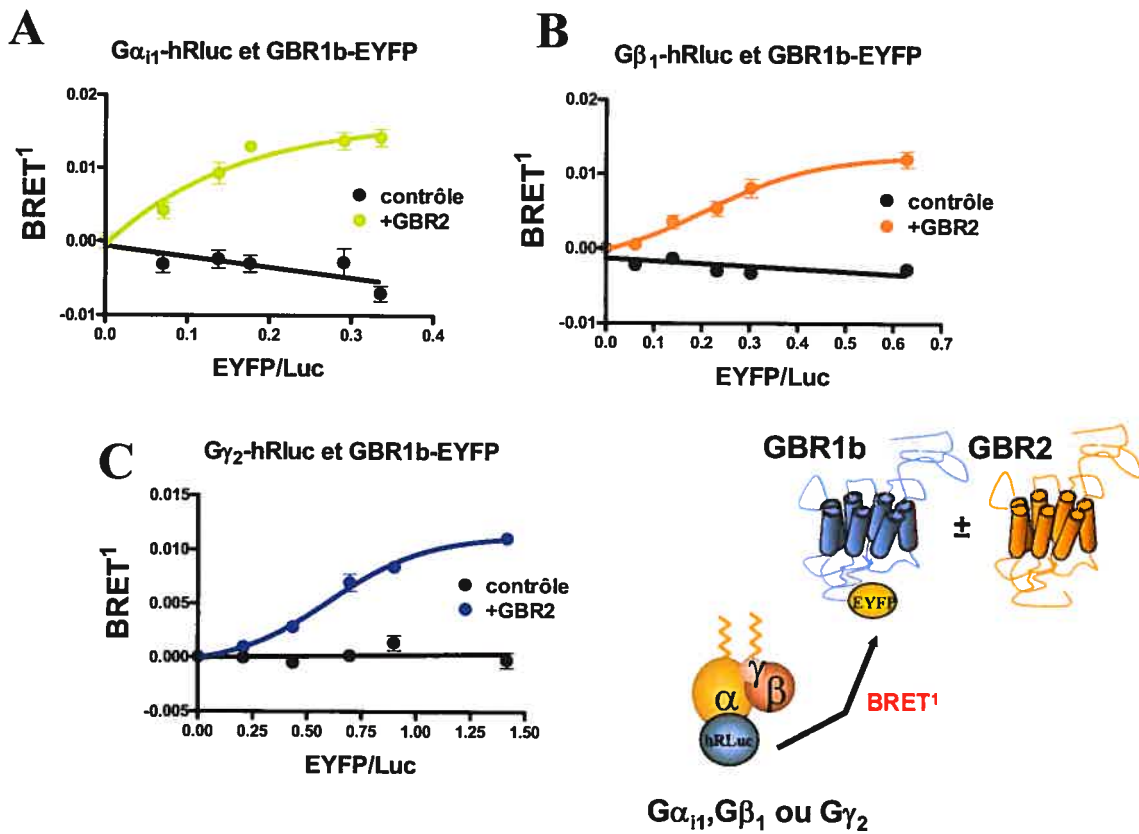 A
Gαi1-hRluc et GBR1b-EYFP
0.02
0.01
0.00
-0.01
BRET1
contrôle
+GBR2
0.0 0.1 0.2 0.3 0.4
EYFP/Luc
B
Gβ1-hRluc et GBR1b-EYFP
0.02
0.01
0.00
-0.01
BRET1
contrôle
+GBR2
0.0 0.1 0.2 0.3 0.4 0.5 0.6 0.7
EYFP/Luc
C
Gγ2-hRluc et GBR1b-EYFP
0.015
0.010
0.005
0.000
-0.005
BRET1
contrôle
+GBR2
0.00 0.25 0.50 0.75 1.00 1.25 1.50
EYFP/Luc
GBR1b GBR2
±
EYFP
α γ β
hRLuc
BRET1
Gαi1,Gβ1 ou Gγ2